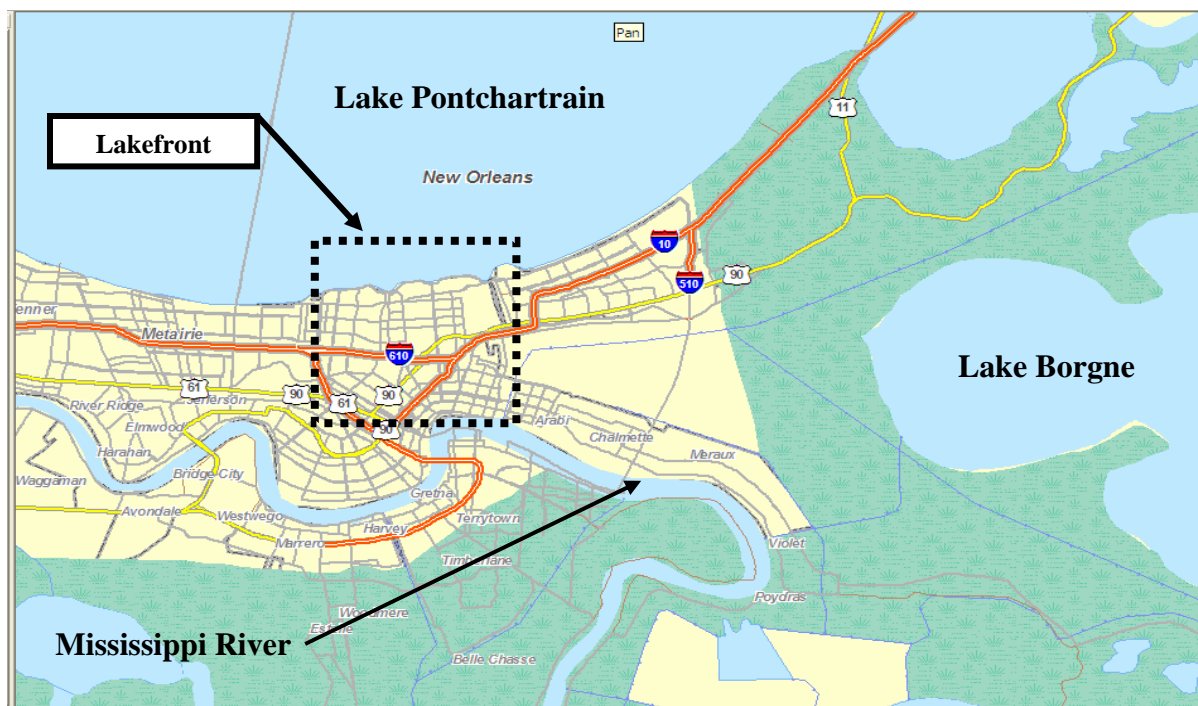 Pan
Lake Pontchartrain
11
Lakefront
New Orleans
10
90
510
enner
Metairie
610
Lake Borgne
61
90
90
61
River Ridge
Jefferson
90
Elmwood
Arabi
Chalmette
Harahan
Meraux
Bridge City
Waggaman
Gretna
Avondale
Westwego
Terrytown
Harvey
Marrero
Violet
Timberlane
Poydras
Woodmere
Estelle
Mississippi River
Belle Chasse